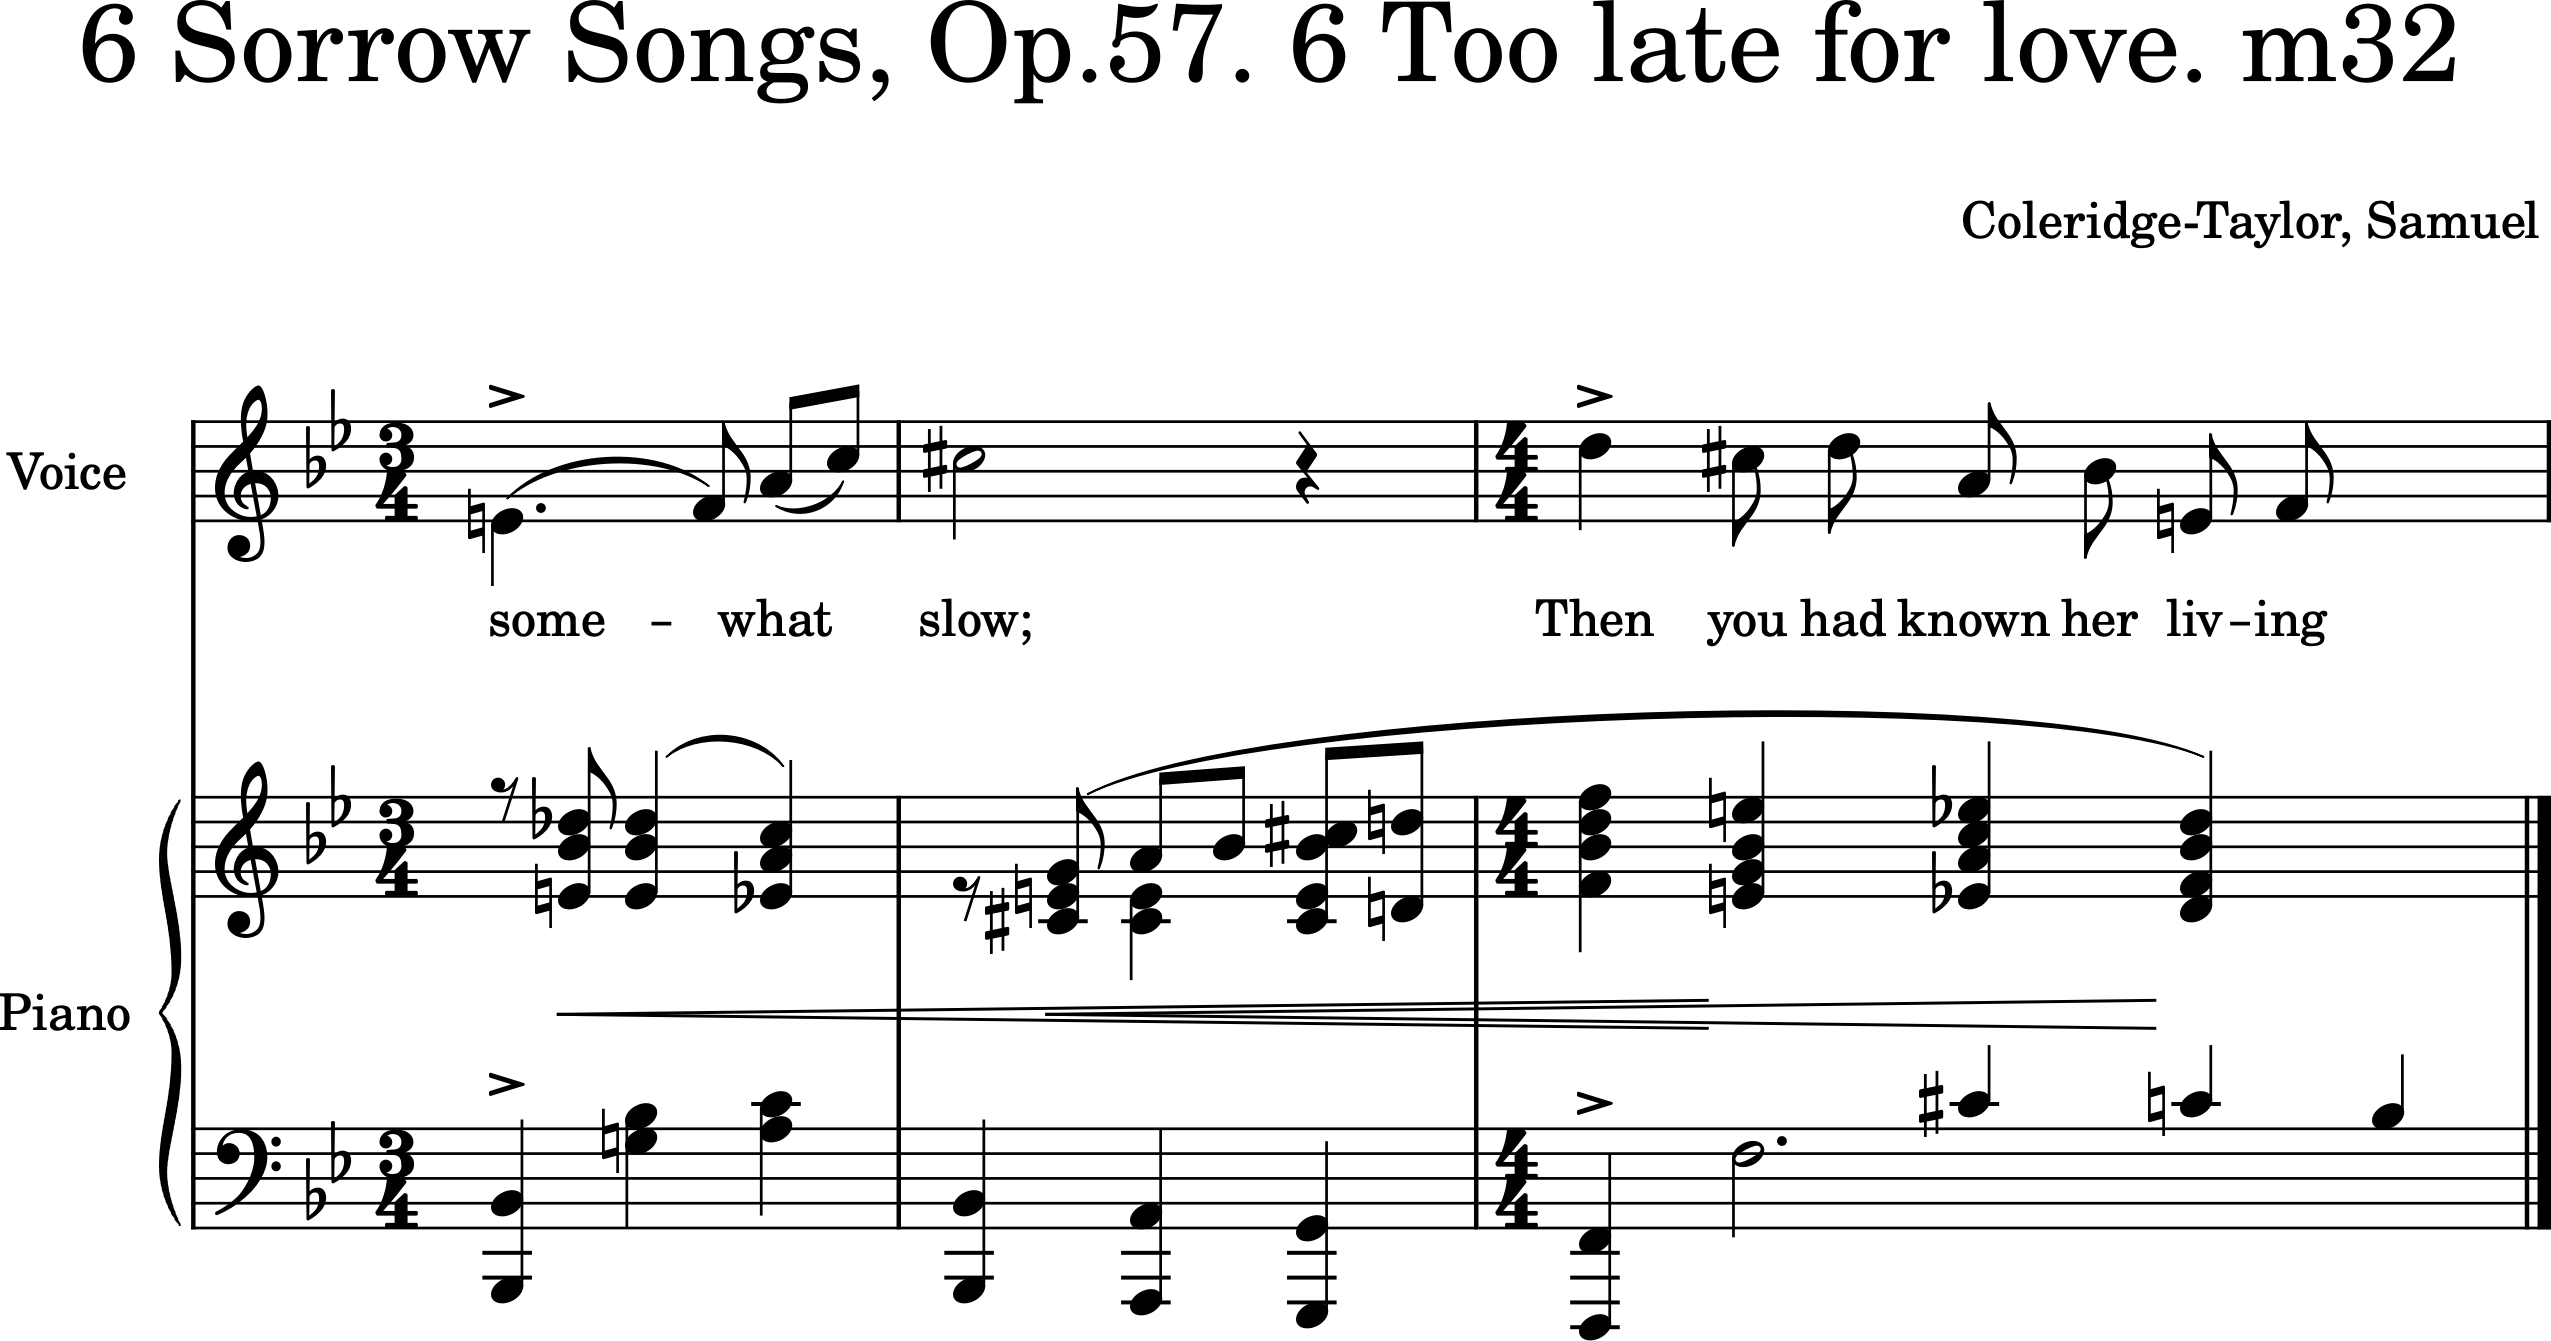 6 Sorrow Songs, Op.57. 6 Too late for love. m32
Coleridge-Taylor, Samuel
Voice
some - what slow; Then you had known her liv-ing
Piano